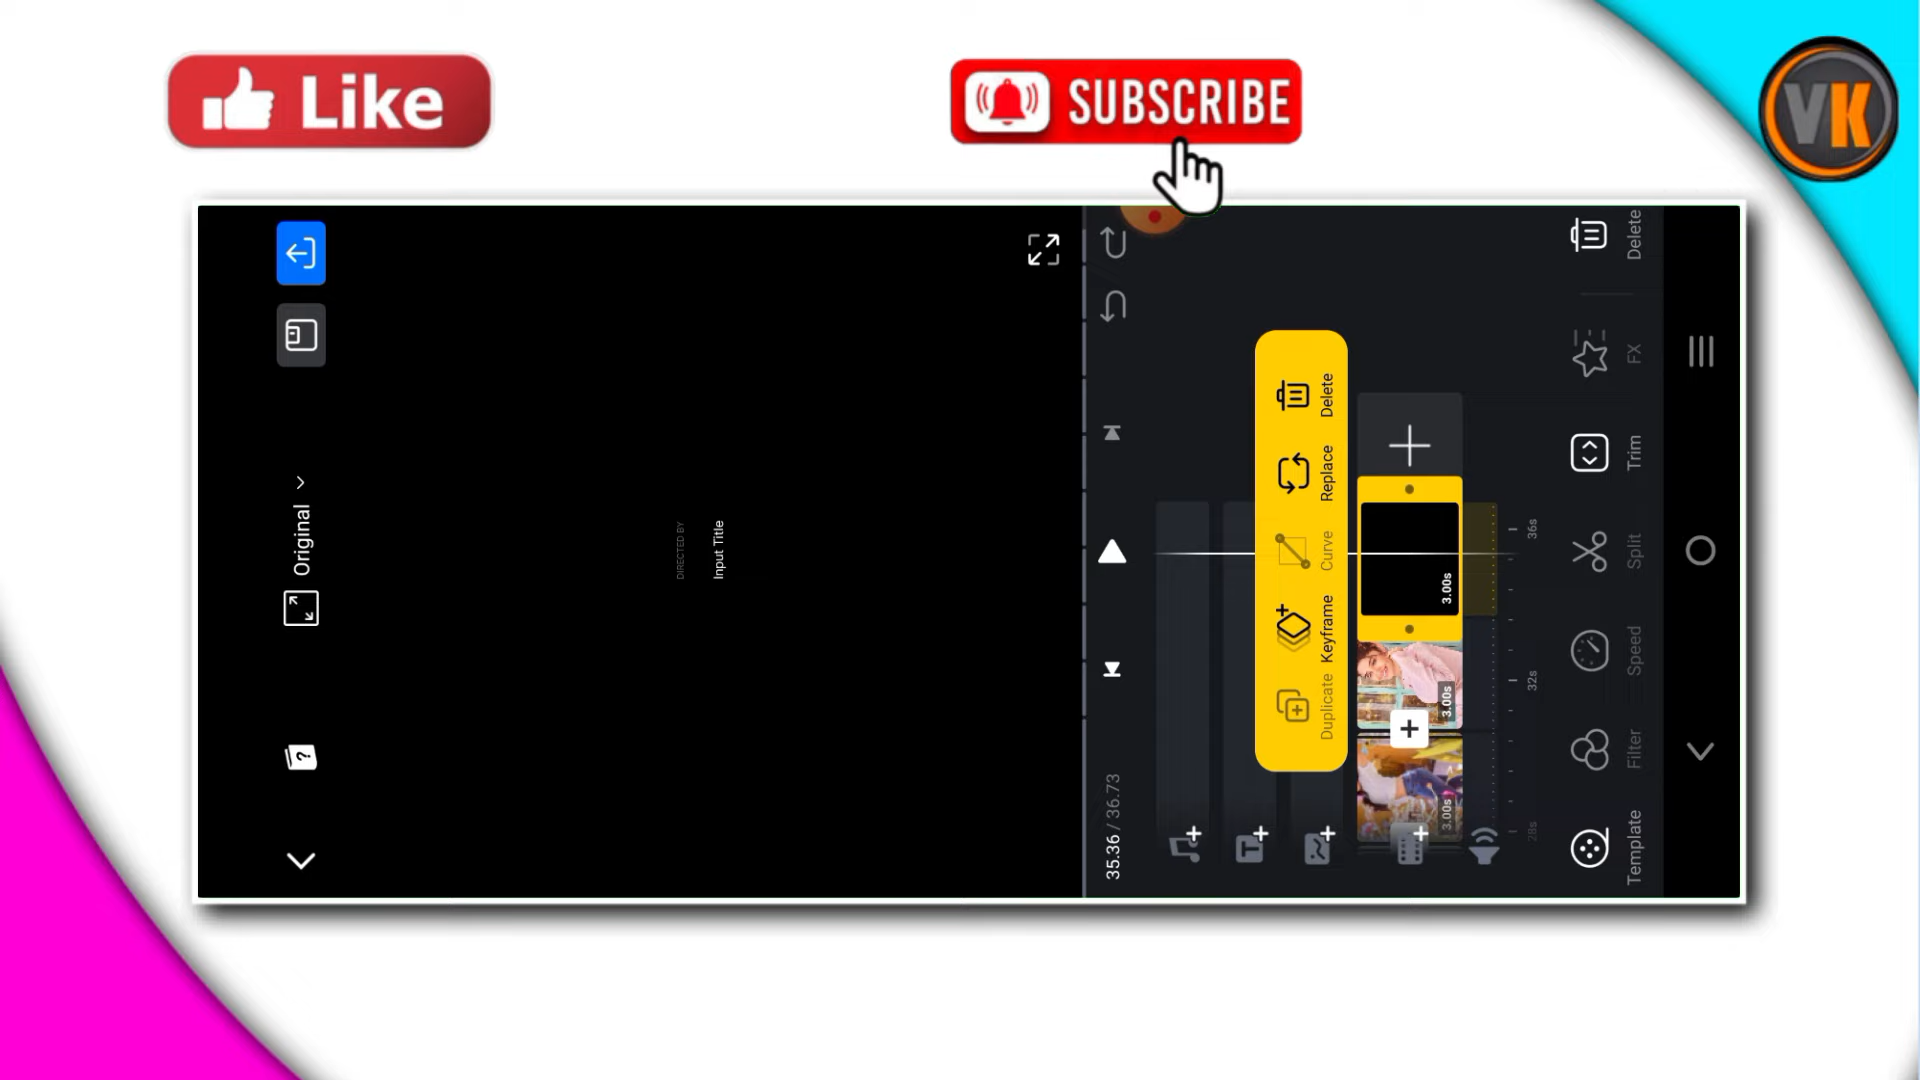 Like
SUBSCRIBE
VK
Original
DIRECTED BY
Input Title
35.36 / 36.73
T
Duplicate
Keyframe
Curve
Replace
Delete
3.00s
3.00s
3.00s
28s
32s
36s
Template
Filter
Speed
Split
Trim
FX
Delete